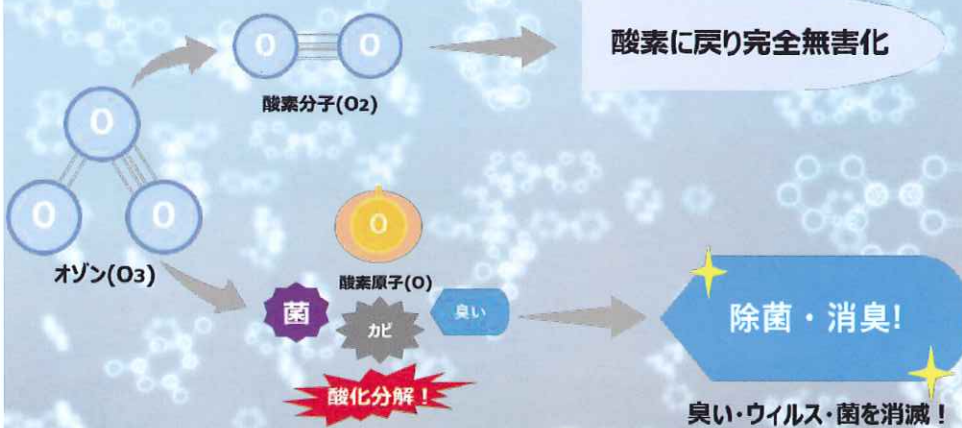 O
O
O
酸素に戻り完全無害化
酸素分子(O2)
O
O
O
オゾン(O3)
O
酸素原子(O)
菌
カビ
臭い
酸化分解!
除菌・消臭!
臭い・ウィルス・菌を消滅!